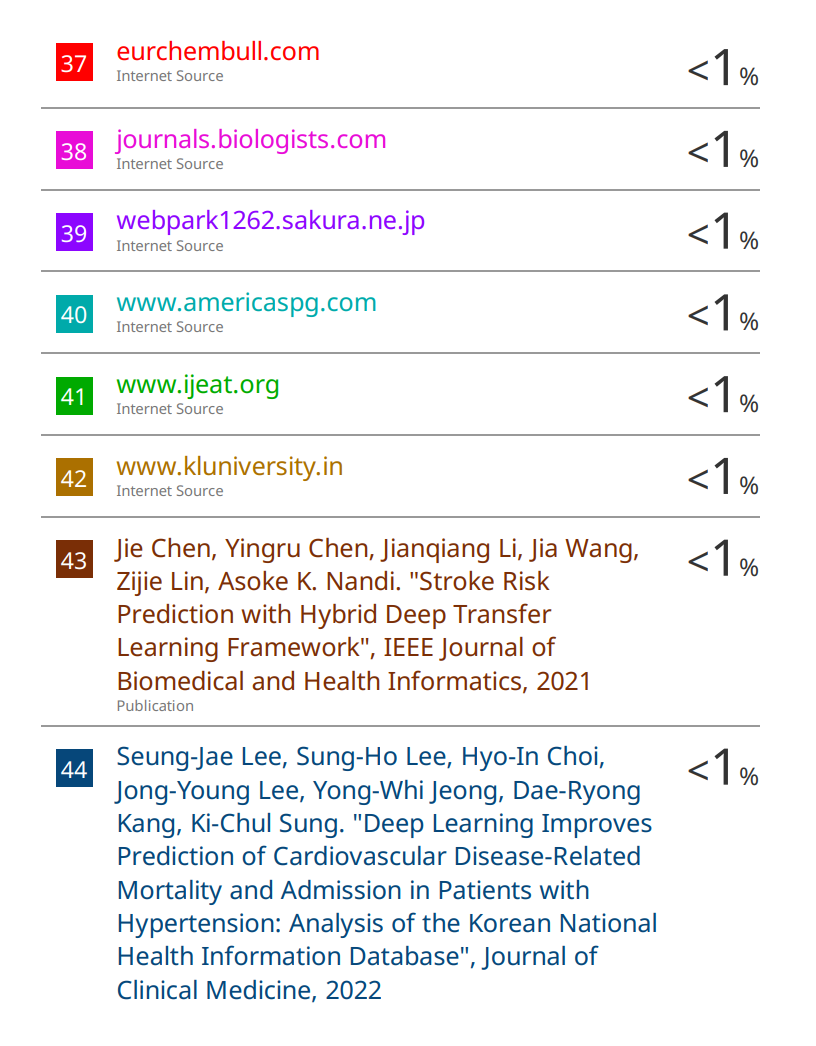 37 eurchembull.com <1%
Internet Source
38 journals.biologists.com <1%
Internet Source
39 webpark1262.sakura.ne.jp <1%
Internet Source
40 www.americaspg.com <1%
Internet Source
41 www.ijeat.org <1%
Internet Source
42 www.kluniversity.in <1%
Internet Source
43 Jie Chen, Yingru Chen, Jianqiang Li, Jia Wang, <1%
Zijie Lin, Asoke K. Nandi. "Stroke Risk
Prediction with Hybrid Deep Transfer
Learning Framework", IEEE Journal of
Biomedical and Health Informatics, 2021
Publication
44 Seung-Jae Lee, Sung-Ho Lee, Hyo-In Choi, <1%
Jong-Young Lee, Yong-Whi Jeong, Dae-Ryong
Kang, Ki-Chul Sung. "Deep Learning Improves
Prediction of Cardiovascular Disease-Related
Mortality and Admission in Patients with
Hypertension: Analysis of the Korean National
Health Information Database", Journal of
Clinical Medicine, 2022